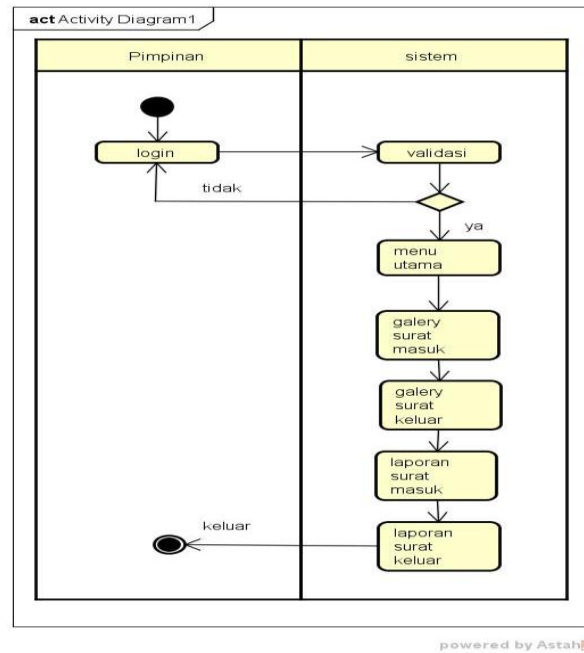 act Activity Diagram1
Pimpinan
sistem
login
validasi
tidak
ya
menu
utama
galery
surat
masuk
galery
surat
keluar
laporan
surat
masuk
keluar
laporan
surat
keluar
powered by Astah